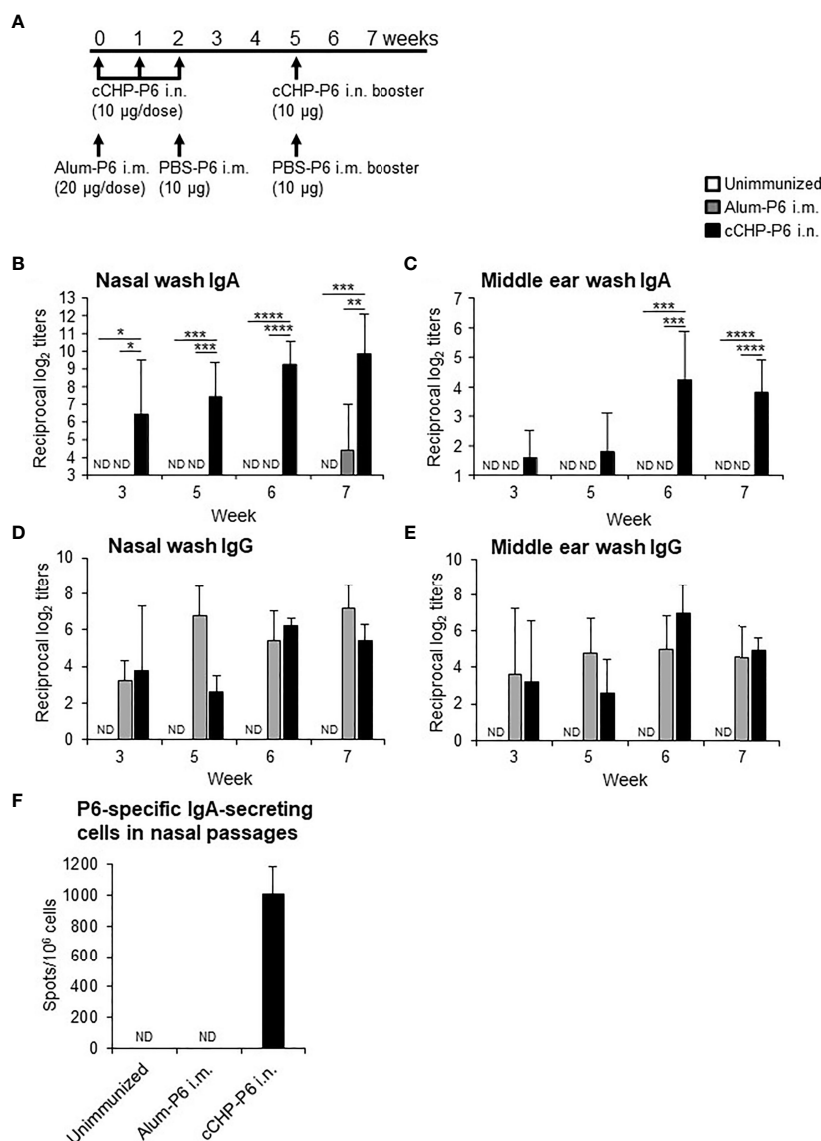 A
0 1 2 3 4 5 6 7 weeks
cCHP-P6 i.n.
(10 µg/dose)
cCHP-P6 i.n. booster
(10 µg)
Alum-P6 i.m.
(20 µg/dose)
PBS-P6 i.m.
(10 µg)
PBS-P6 i.m. booster
(10 µg)
Unimmunized
Alum-P6 i.m.
cCHP-P6 i.n.
B
Nasal wash IgA
Reciprocal log2 titers
13
12
11
10
9
8
7
6
5
4
3
*
*
***
***
****
****
***
**
ND ND
ND ND
ND ND
ND
3 5 6 7
Week
C
Middle ear wash IgA
Reciprocal log2 titers
7
6
5
4
3
2
1
***
***
****
****
ND ND
ND ND
ND ND
ND ND
3 5 6 7
Week
D
Nasal wash IgG
Reciprocal log2 titers
10
8
6
4
2
0
ND
ND
ND
ND
3 5 6 7
Week
E
Middle ear wash IgG
Reciprocal log2 titers
10
8
6
4
2
0
ND
ND
ND
ND
3 5 6 7
Week
F
P6-specific IgA-secreting
cells in nasal passages
Spots/10⁶ cells
1200
1000
800
600
400
200
0
ND
ND
Unimmunized
Alum-P6 i.m.
cCHP-P6 i.n.